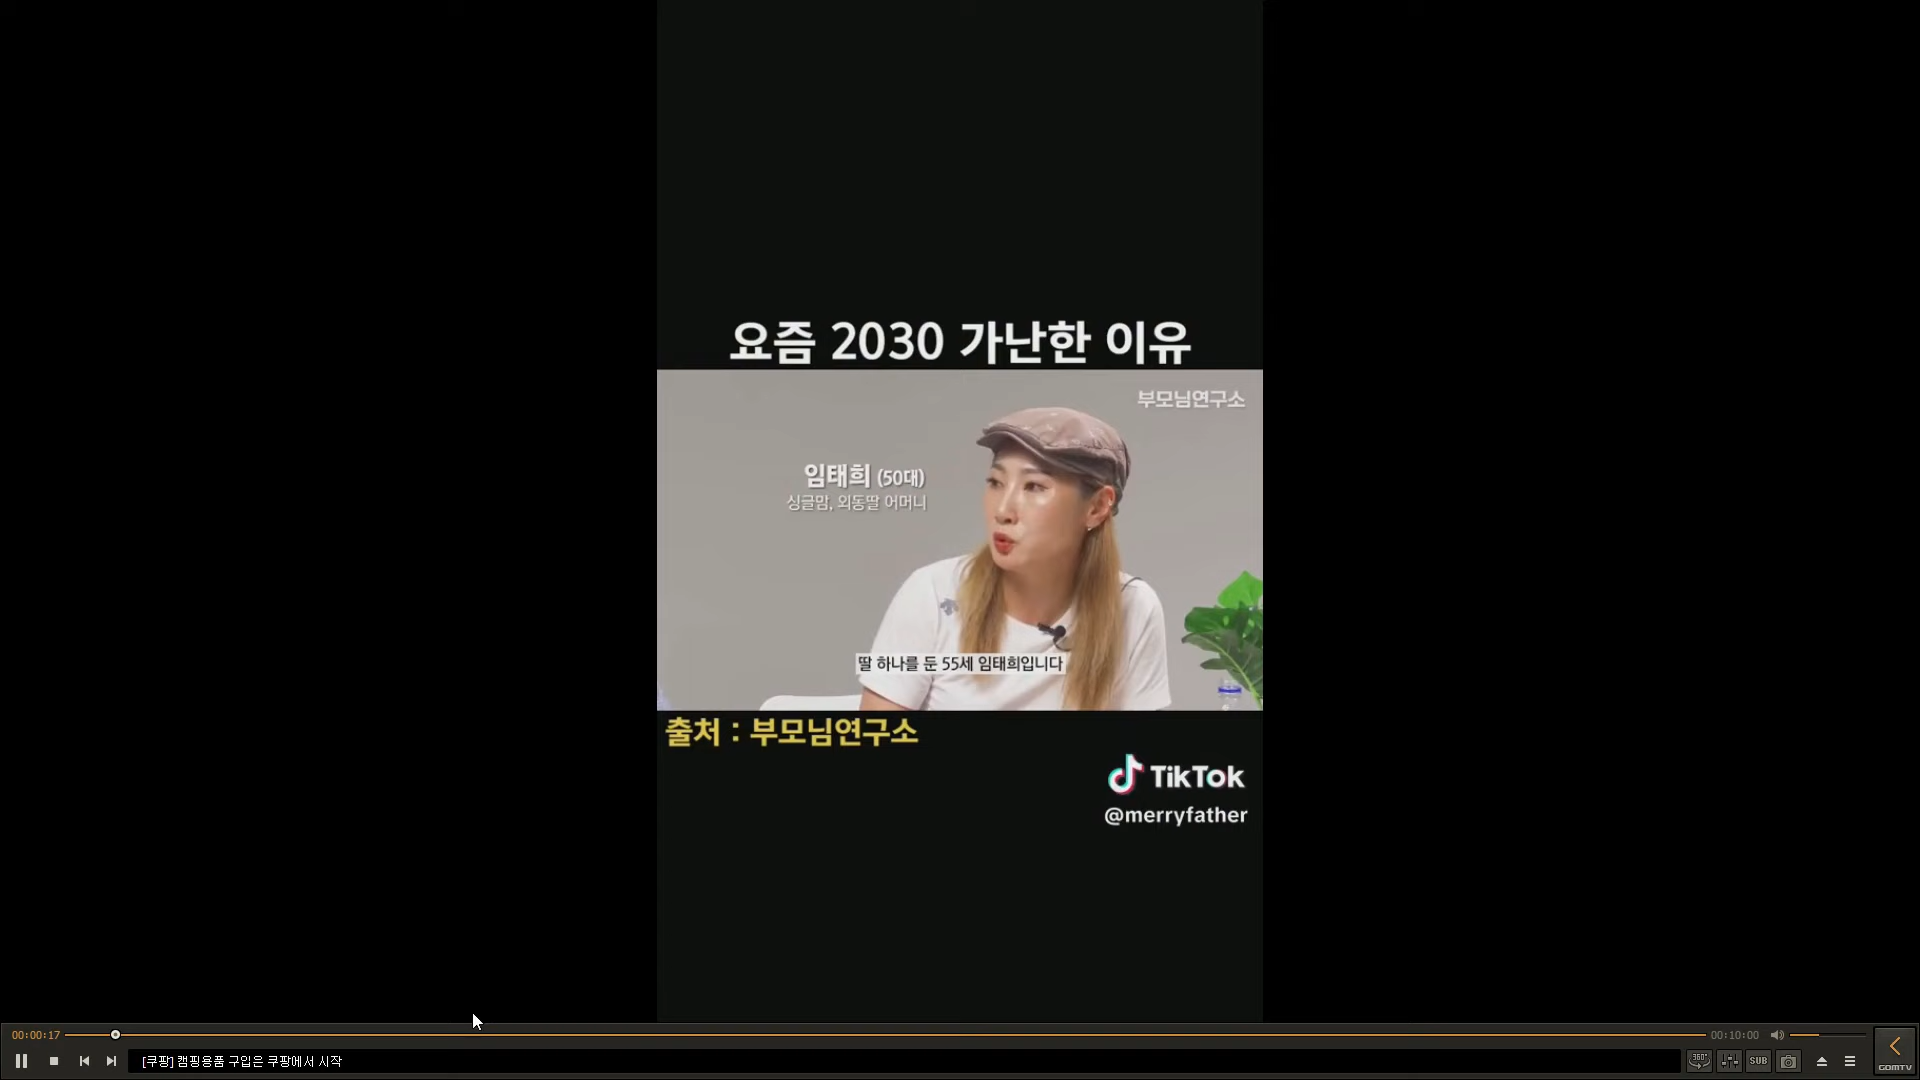 요즘 2030 가난한 이유
부모님연구소
임태희 (50대)
싱글맘, 외동딸 어머니
딸 하나를 둔 55세 임태희입니다
출처 : 부모님연구소
TikTok
@merryfather
00:00:17
00:10:00
[쿠팡] 캠핑용품 구입은 쿠팡에서 시작
360°
SUB
GOMTV